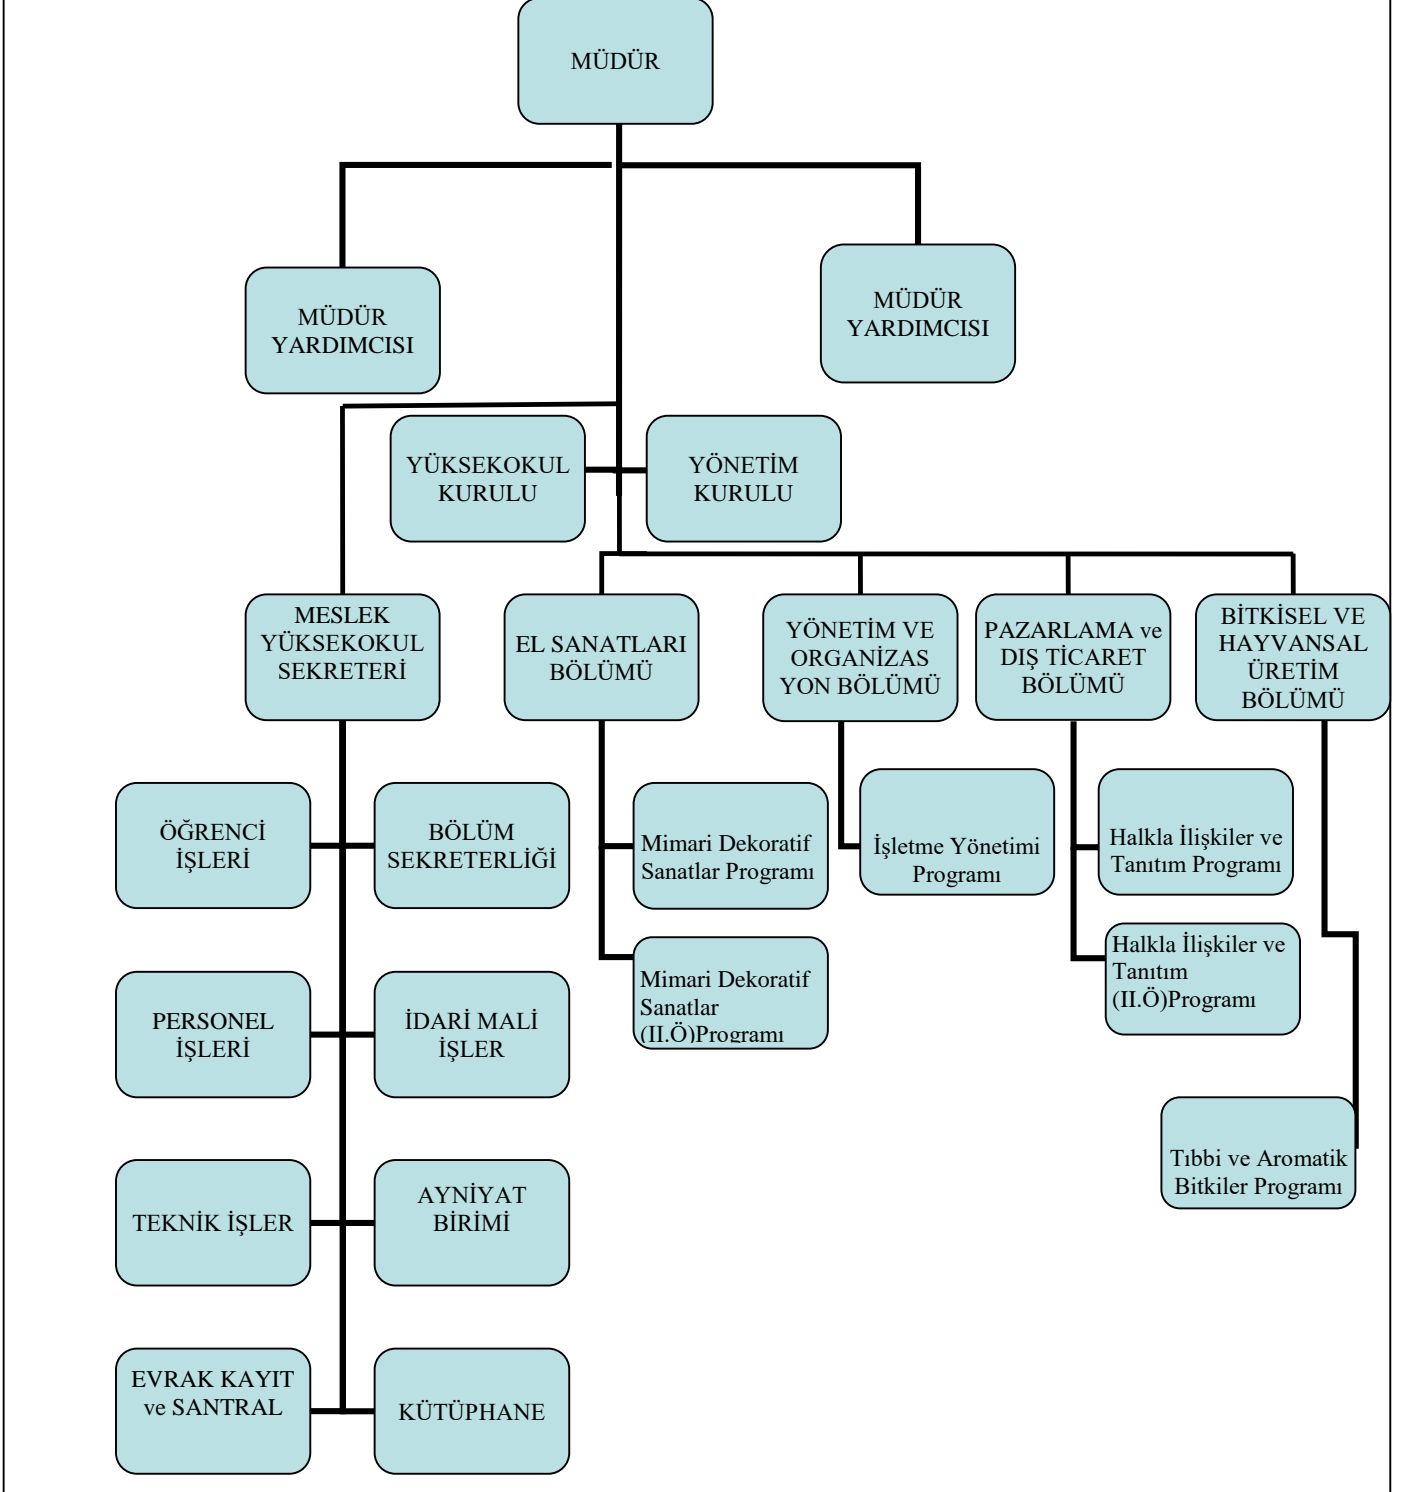 MÜDÜR
MÜDÜR
YARDIMCISI
MÜDÜR
YARDIMCISI
YÜKSEKOKUL
KURULU
YÖNETİM
KURULU
MESLEK
YÜKSEKOKUL
SEKRETERİ
EL SANATLARI
BÖLÜMÜ
YÖNETİM VE
ORGANİZAS
YON BÖLÜMÜ
PAZARLAMA ve
DIŞ TİCARET
BÖLÜMÜ
BİTKİSEL VE
HAYVANSAL
ÜRETİM
BÖLÜMÜ
ÖĞRENCİ
İŞLERİ
BÖLÜM
SEKRETERLİĞİ
Mimari Dekoratif
Sanatlar Programı
İşletme Yönetimi
Programı
Halkla İlişkiler ve
Tanıtım Programı
Mimari Dekoratif
Sanatlar
(II.Ö)Programı
Halkla İlişkiler ve
Tanıtım
(II.Ö)Programı
PERSONEL
İŞLERİ
İDARİ MALİ
İŞLER
Tıbbi ve Aromatik
Bitkiler Programı
TEKNİK İŞLER
AYNİYAT
BİRİMİ
EVRAK KAYIT
ve SANTRAL
KÜTÜPHANE